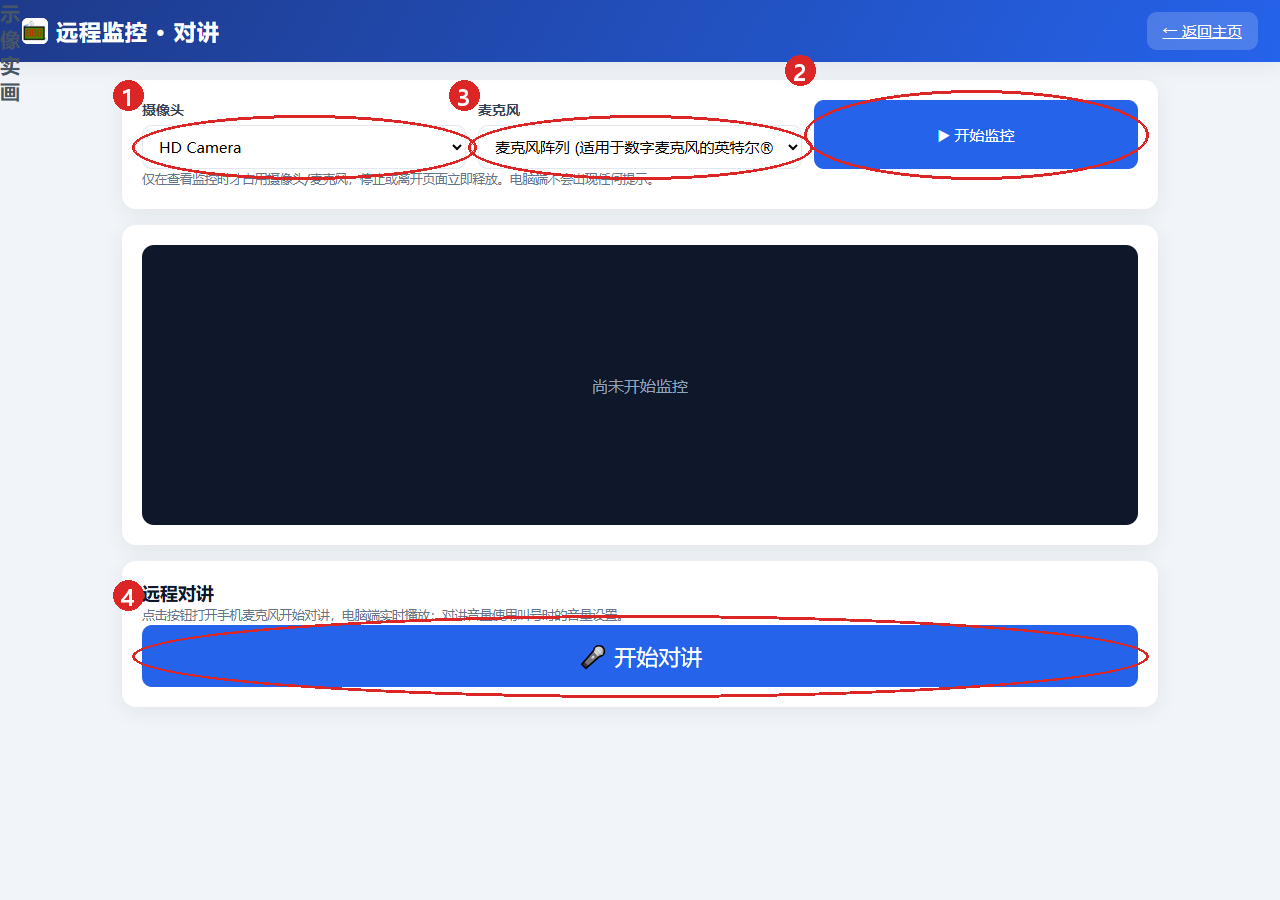 示
像
实
画
远程监控 • 对讲
← 返回主页
1
摄像头
3
麦克风
2
HD Camera
麦克风阵列 (适用于数字麦克风的英特尔®
▶ 开始监控
仅在查看监控时才占用摄像头/麦克风，停止或离开页面立即释放。电脑端不会出现任何提示。
尚未开始监控
4
远程对讲
点击按钮打开手机麦克风开始对讲，电脑端实时播放；对讲音量使用叫号时的音量设置。
🎤 开始对讲